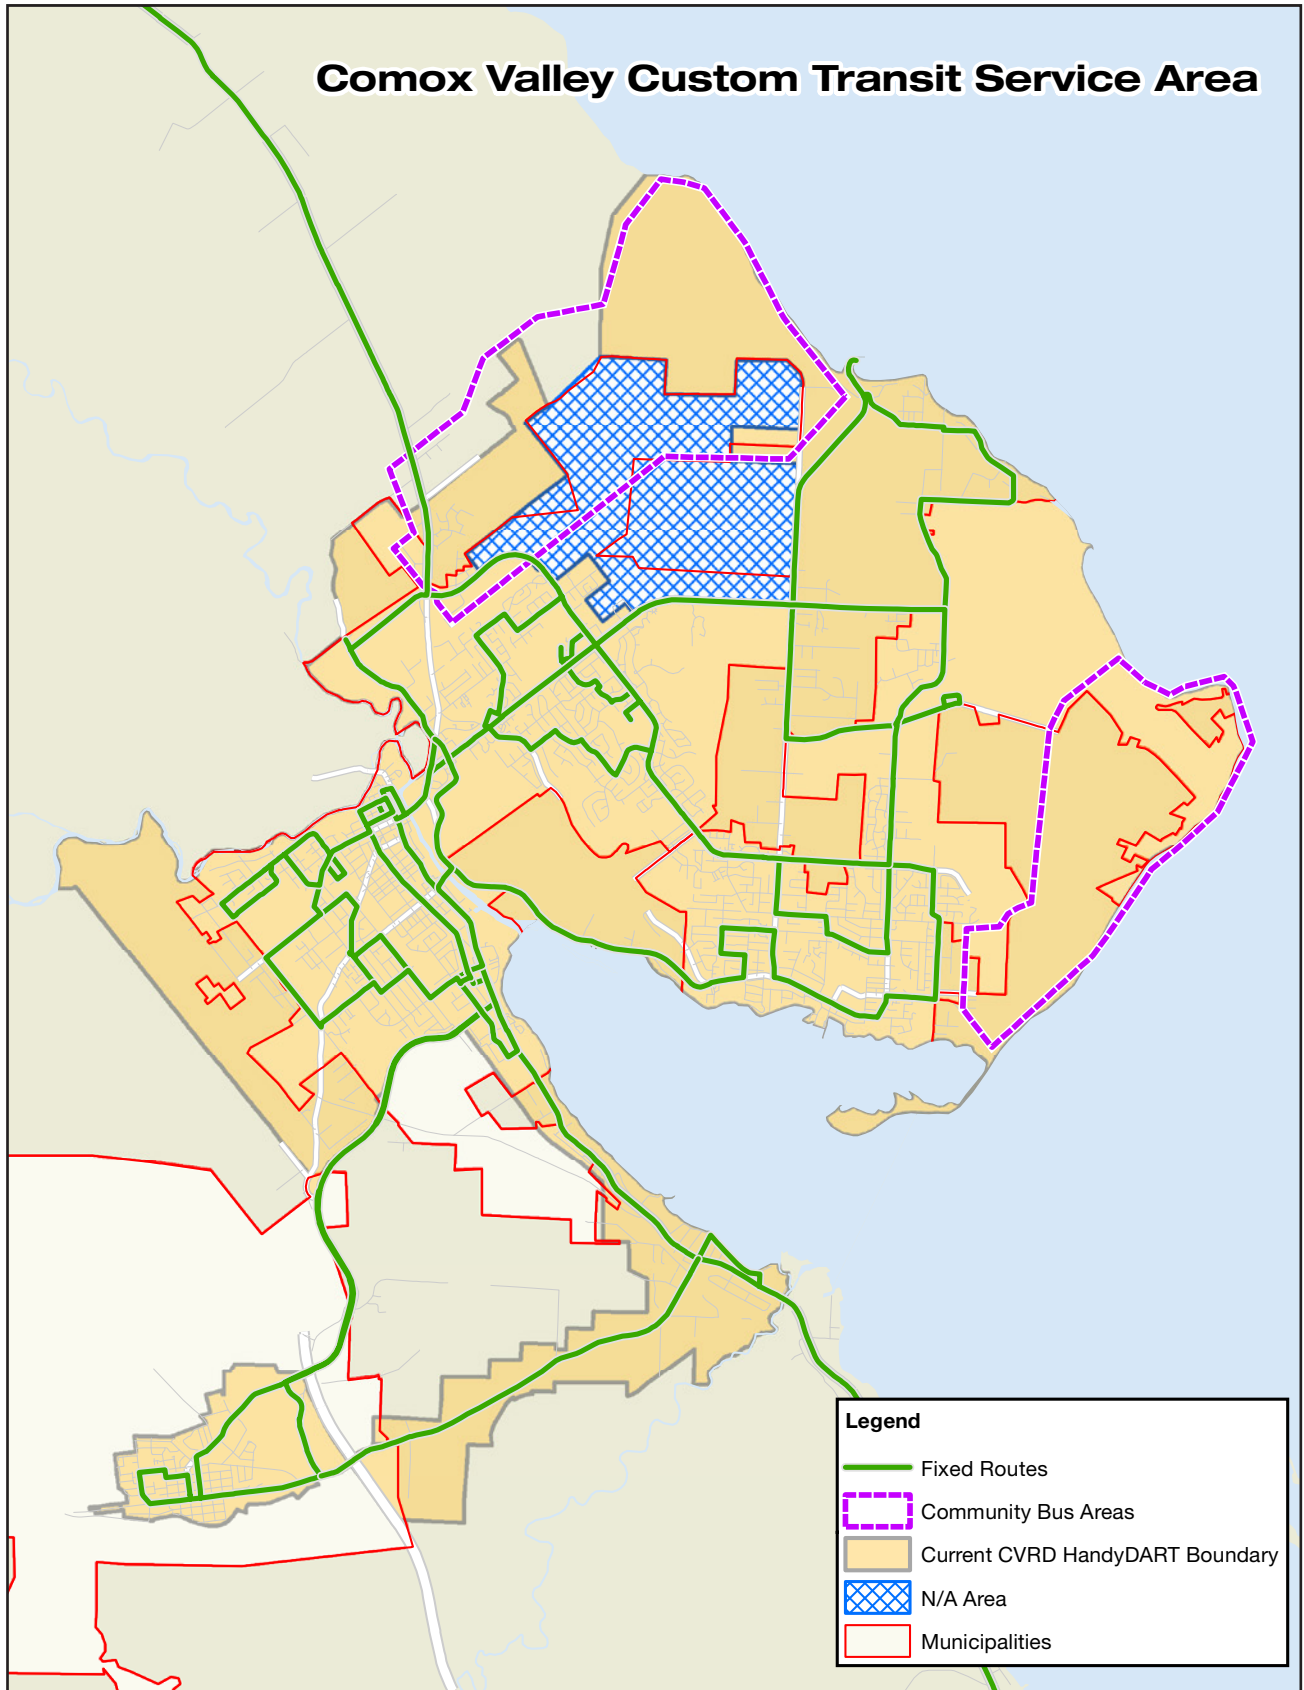 Comox Valley Custom Transit Service Area
Legend
Fixed Routes
Community Bus Areas
Current CVRD HandyDART Boundary
N/A Area
Municipalities